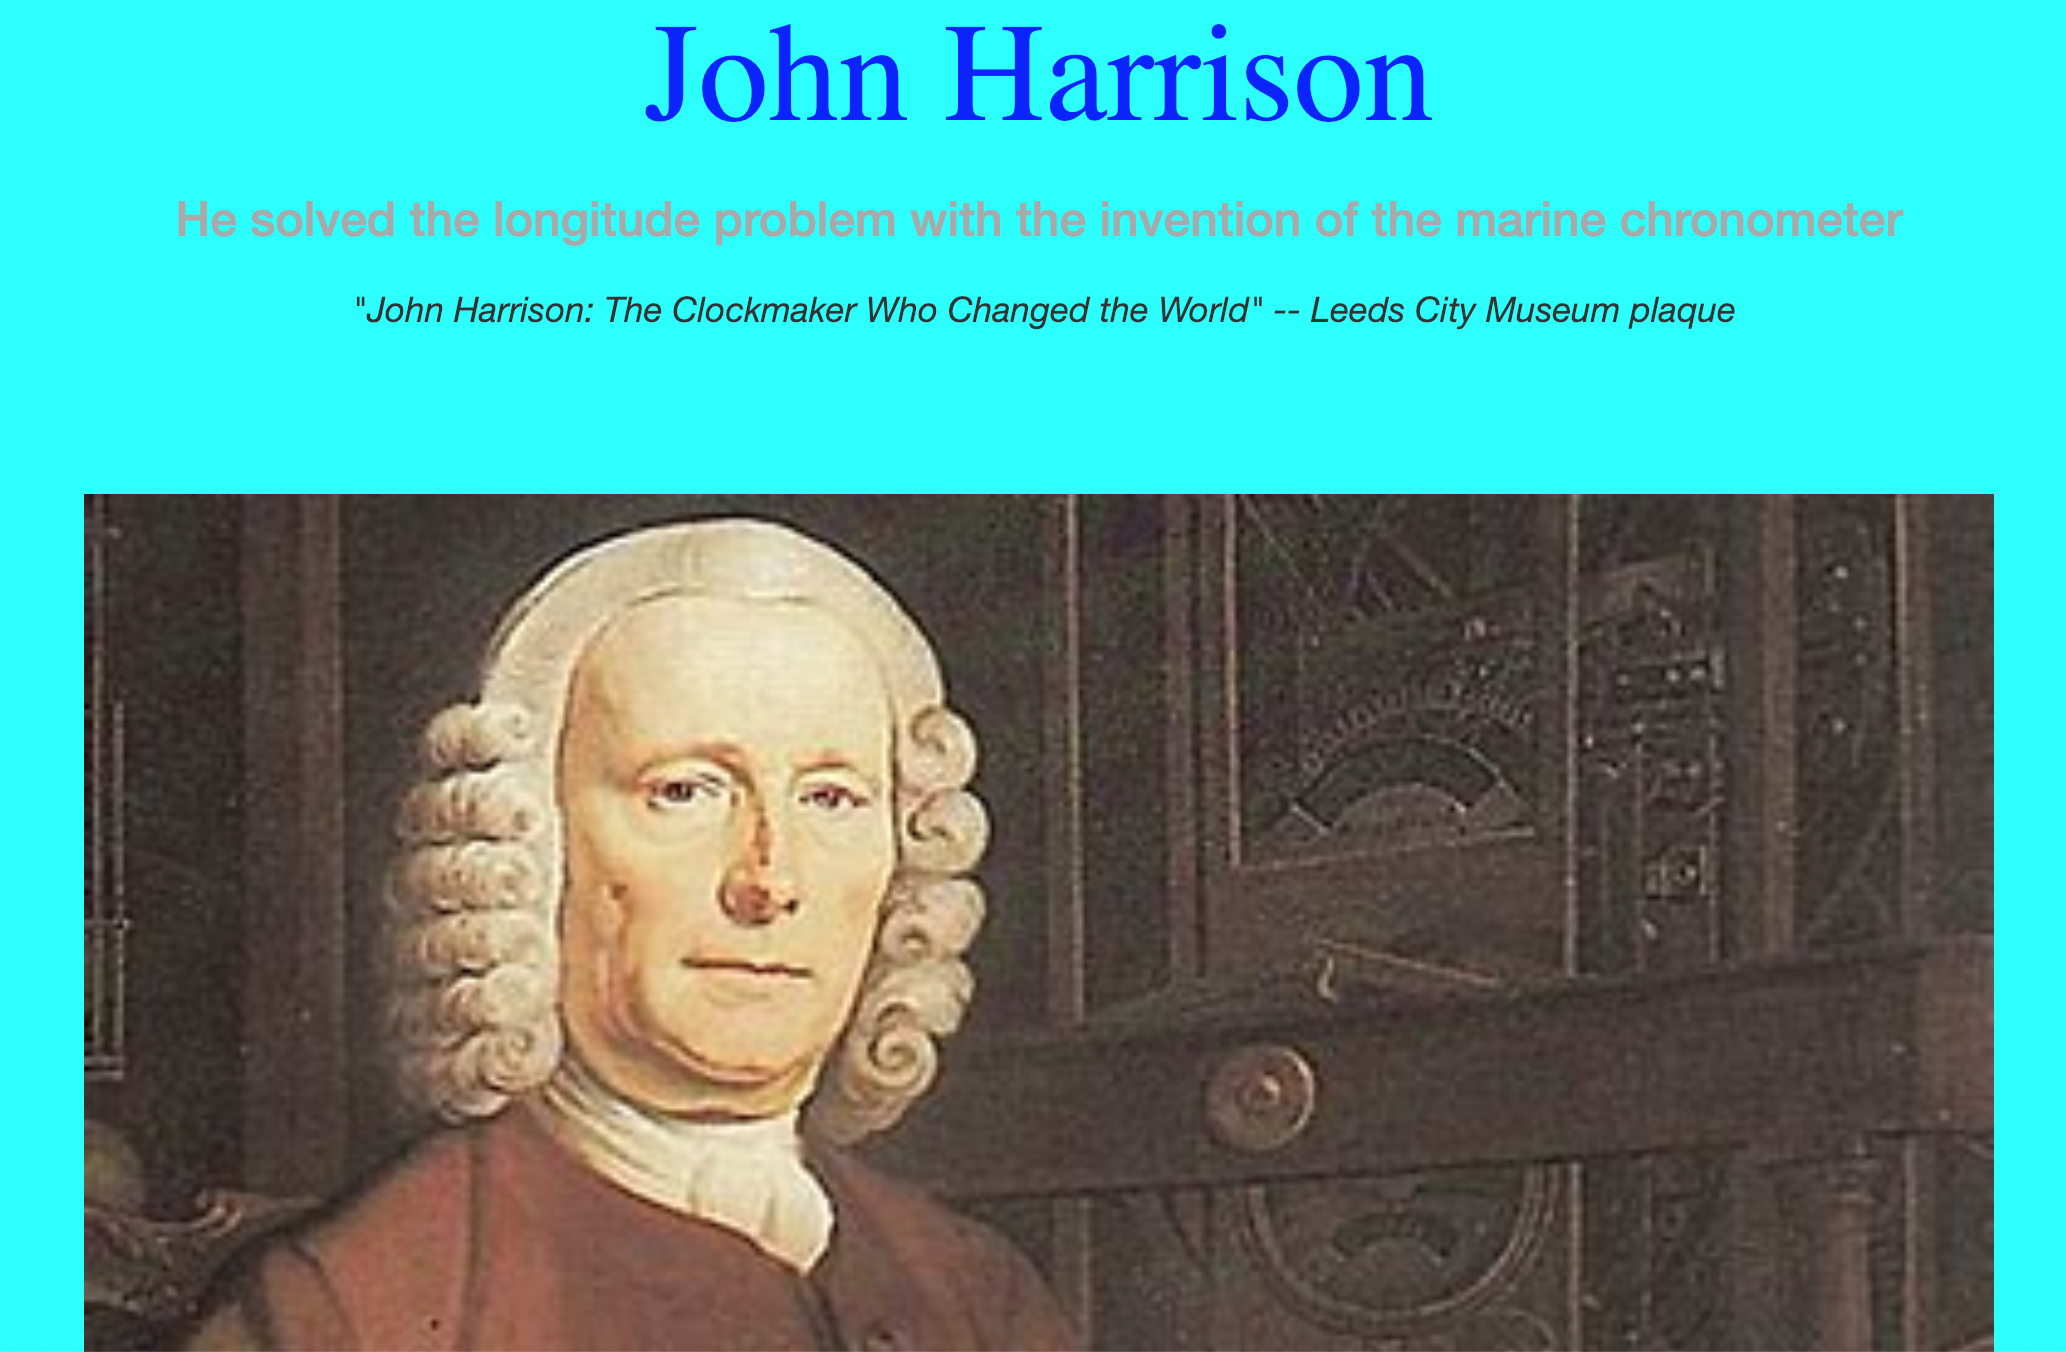 John Harrison
He solved the longitude problem with the invention of the marine chronometer
"John Harrison: The Clockmaker Who Changed the World" -- Leeds City Museum plaque